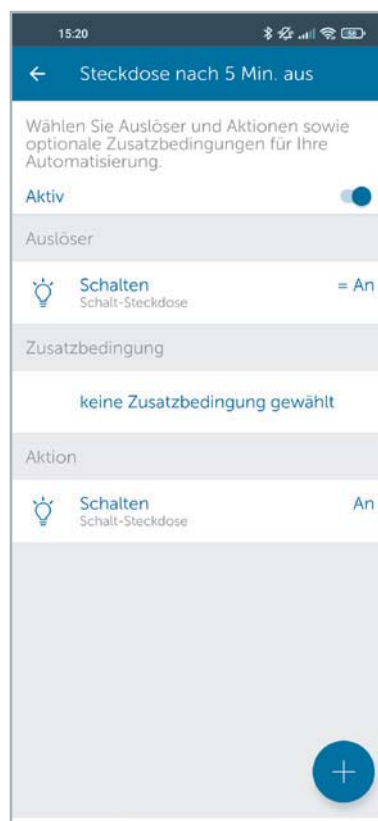 15:20
58
Steckdose nach 5 Min. aus
Wählen Sie Auslöser und Aktionen sowie
optionale Zusatzbedingungen für Ihre
Automatisierung.
Aktiv
Auslöser
Schalten = An
Schalt-Steckdose
Zusatzbedingung
keine Zusatzbedingung gewählt
Aktion
Schalten An
Schalt-Steckdose